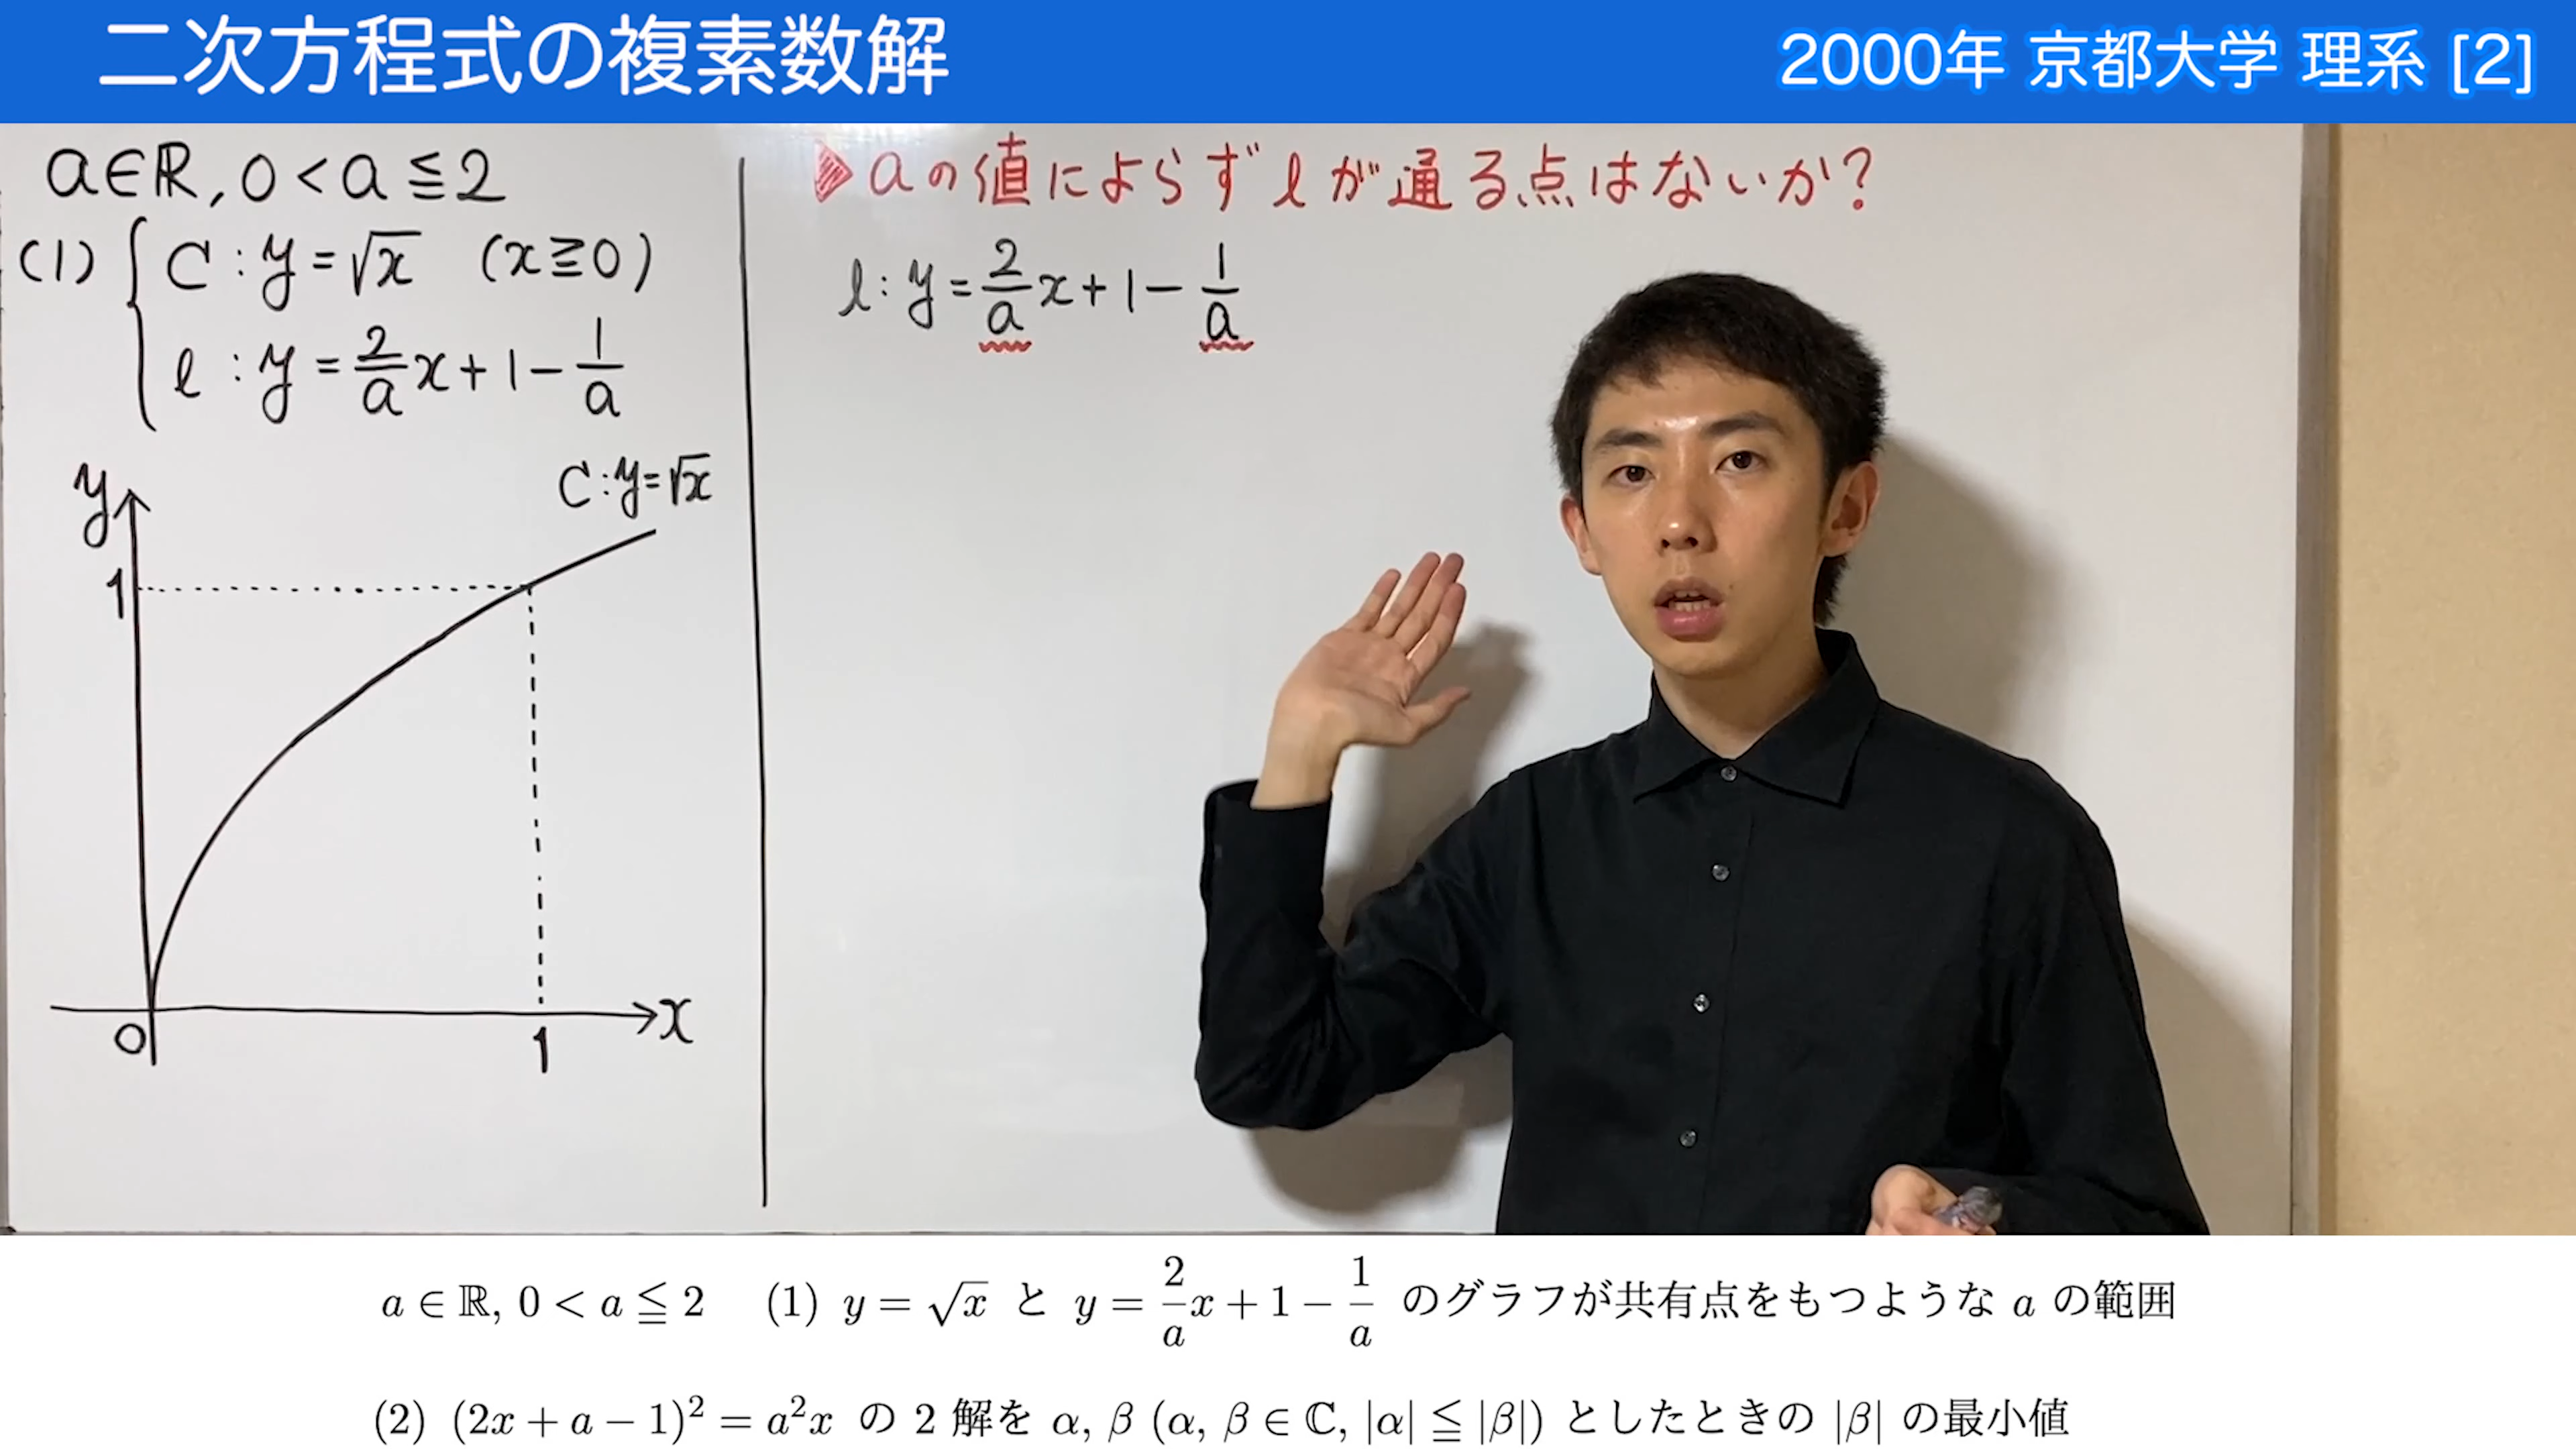 二次方程式の複素数解
2000年 京都大学 理系 [2]
a∈ℝ, 0<a≦2
(1) { C : y=√x (x≧0)
l : y = 2/a x + 1 − 1/a
y
C : y=√x
1
0
1
x
▶ aの値によらず l が通る点はないか?
l : y = 2/a x + 1 − 1/a
a ∈ ℝ, 0 < a ≦ 2 (1) y = √x と y = 2/a x + 1 − 1/a のグラフが共有点をもつような a の範囲
(2) (2x + a − 1)² = a²x の 2 解を α, β (α, β ∈ ℂ, |α| ≦ |β|) としたときの |β| の最小値